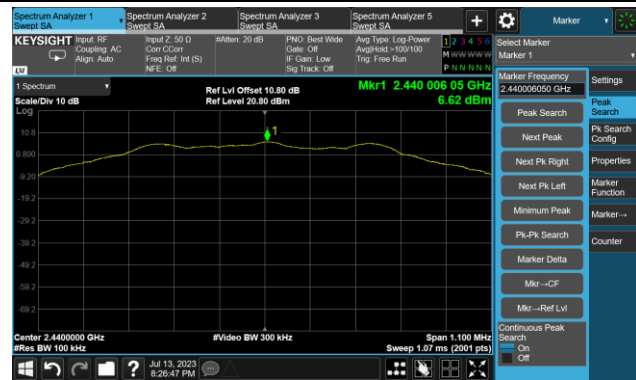 Spectrum Analyzer 1
Swept SA
Spectrum Analyzer 2
Swept SA
Spectrum Analyzer 3
Swept SA
Spectrum Analyzer 5
Swept SA
+
Marker
KEYSIGHT
Input: RF
Coupling: AC
Align: Auto
Input Z: 50 Ω
Corr CCorr
Freq Ref: Int (S)
NFE: Off
#Atten: 20 dB
PNO: Best Wide
Gate: Off
IF Gain: Low
Sig Track: Off
Avg Type: Log-Power
Avg|Hold:>100/100
Trig: Free Run
1 2 3 4 5 6
M W W W W W
P N N N N N
LXI
Select Marker
Marker 1
1 Spectrum
Scale/Div 10 dB
Ref Lvl Offset 10.80 dB
Ref Level 20.80 dBm
Mkr1 2.440 006 05 GHz
6.62 dBm
Log
10.8
0.800
-9.20
-19.2
-29.2
-39.2
-49.2
-59.2
-69.2
1
Center 2.4400000 GHz
#Res BW 100 kHz
#Video BW 300 kHz
Span 1.100 MHz
Sweep 1.07 ms (2001 pts)
Marker Frequency
2.440006050 GHz
Peak Search
Next Peak
Next Pk Right
Next Pk Left
Minimum Peak
Pk-Pk Search
Marker Delta
Mkr→CF
Mkr→Ref Lvl
Continuous Peak
Search
On
Off
Settings
Peak
Search
Pk Search
Config
Properties
Marker
Function
Marker→
Counter
?
Jul 13, 2023
8:26:47 PM